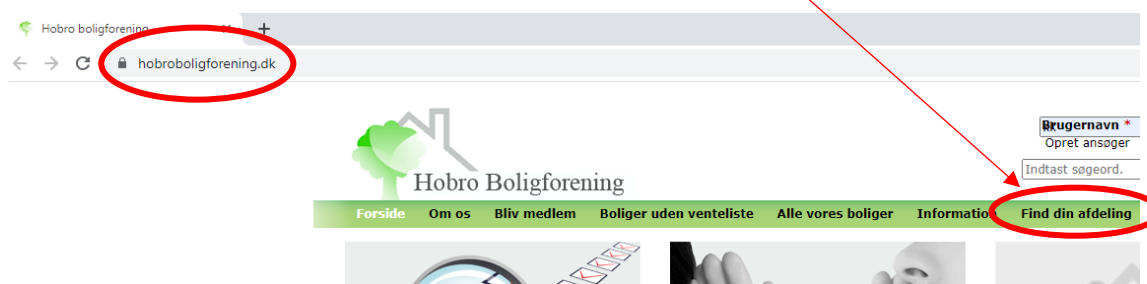 Hobro boligforening
hobroboligforening.dk
Brugernavn *
Opret ansøger
Indtast søgeord.
Hobro Boligforening
Forside Om os Bliv medlem Boliger uden venteliste Alle vores boliger Information Find din afdeling